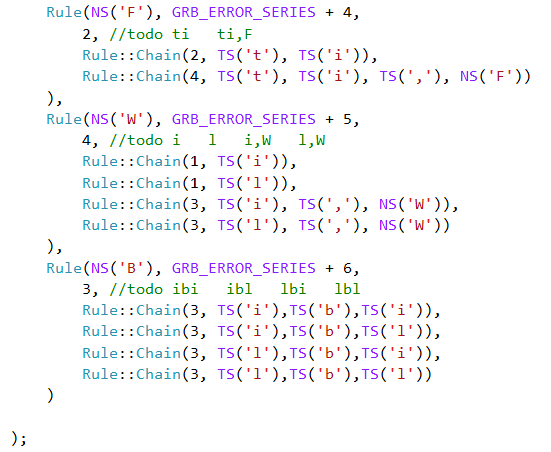 Rule(NS('F'), GRB_ERROR_SERIES + 4,
2, //todo ti   ti,F
Rule::Chain(2, TS('t'), TS('i')),
Rule::Chain(4, TS('t'), TS('i'), TS(','), NS('F'))
),
Rule(NS('W'), GRB_ERROR_SERIES + 5,
4, //todo i   l   i,W   l,W
Rule::Chain(1, TS('i')),
Rule::Chain(1, TS('l')),
Rule::Chain(3, TS('i'), TS(','), NS('W')),
Rule::Chain(3, TS('l'), TS(','), NS('W'))
),
Rule(NS('B'), GRB_ERROR_SERIES + 6,
3, //todo ibi   ibl   lbi   lbl
Rule::Chain(3, TS('i'),TS('b'),TS('i')),
Rule::Chain(3, TS('i'),TS('b'),TS('l')),
Rule::Chain(3, TS('l'),TS('b'),TS('i')),
Rule::Chain(3, TS('l'),TS('b'),TS('l'))
)
);